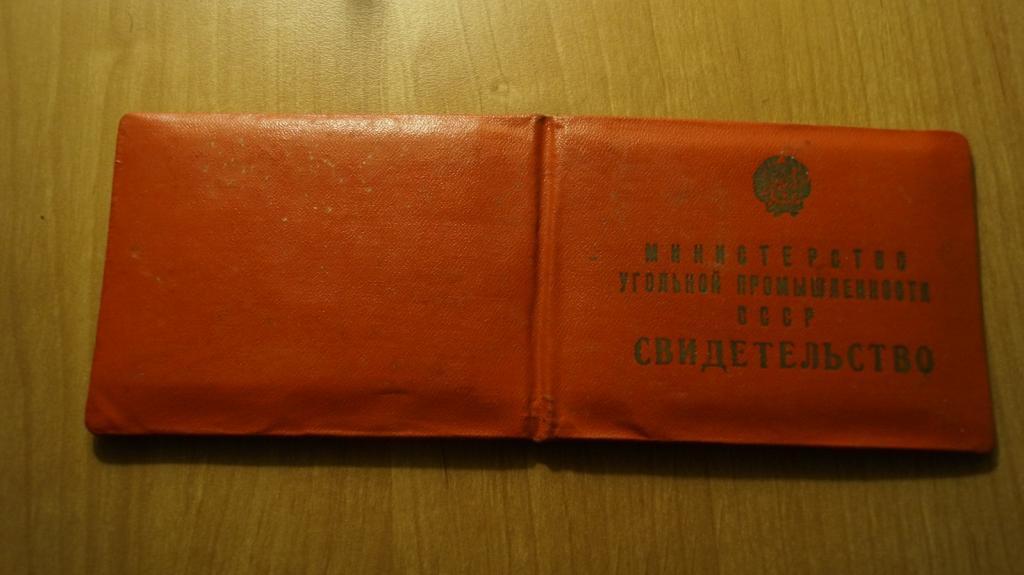 МИНИСТЕРСТВО
УГОЛЬНОЙ ПРОМЫШЛЕННОСТИ
СССР
СВИДЕТЕЛЬСТВО